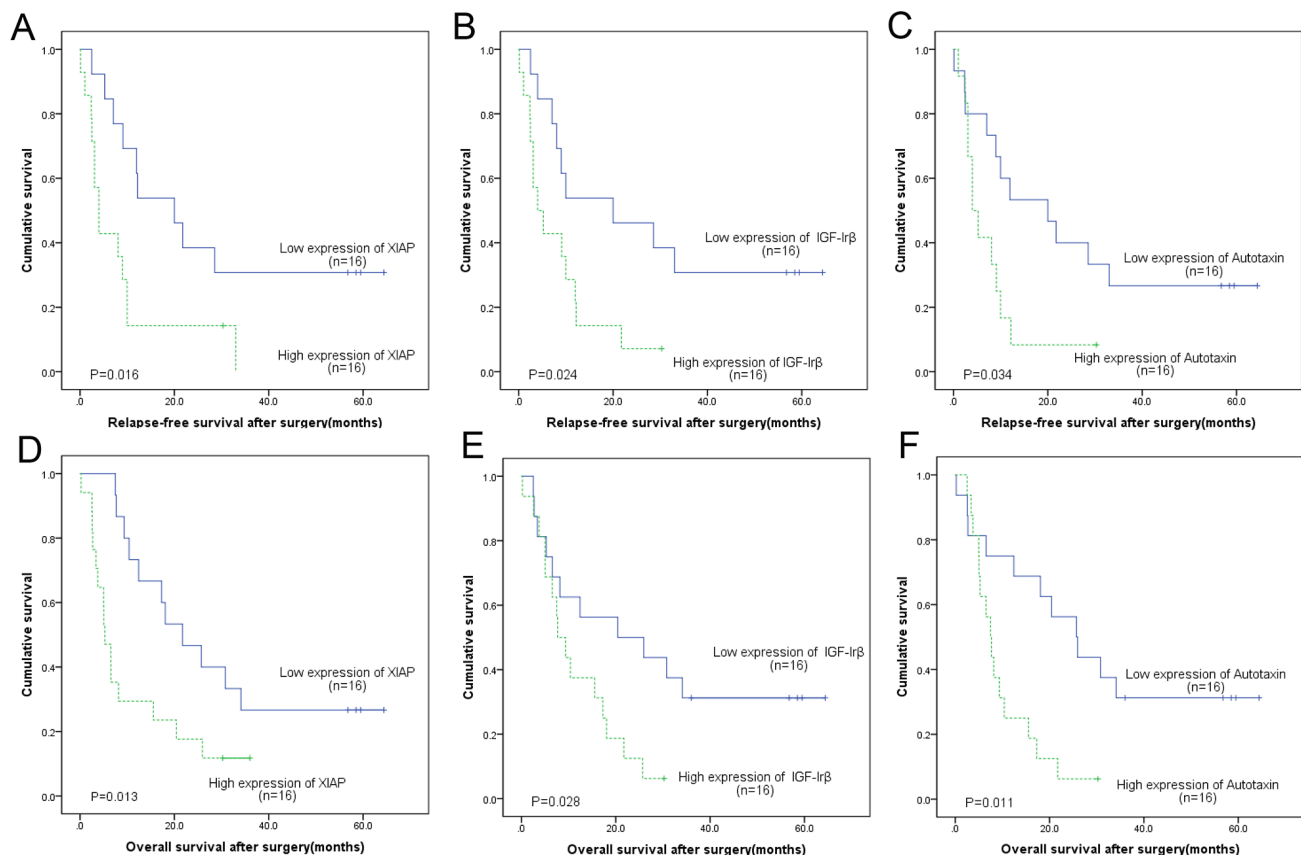 A
Cumulative survival
1.0
0.8
0.6
0.4
0.2
0.0
Low expression of XIAP
(n=16)
High expression of XIAP
(n=16)
P=0.016
.0 20.0 40.0 60.0
Relapse-free survival after surgery(months)
B
Cumulative survival
1.0
0.8
0.6
0.4
0.2
0.0
Low expression of IGF-Irβ
(n=16)
High expression of IGF-Irβ
(n=16)
P=0.024
.0 20.0 40.0 60.0
Relapse-free survival after surgery(months)
C
Cumulative survival
1.0
0.8
0.6
0.4
0.2
0.0
Low expression of Autotaxin
(n=16)
High expression of Autotaxin
(n=16)
P=0.034
.0 20.0 40.0 60.0
Relapse-free survival after surgery(months)
D
Cumulative survival
1.0
0.8
0.6
0.4
0.2
0.0
Low expression of XIAP
(n=16)
High expression of XIAP
(n=16)
P=0.013
.0 20.0 40.0 60.0
Overall survival after surgery(months)
E
Cumulative survival
1.0
0.8
0.6
0.4
0.2
0.0
Low expression of IGF-Irβ
(n=16)
High expression of IGF-Irβ
(n=16)
P=0.028
.0 20.0 40.0 60.0
Overall survival after surgery(months)
F
Cumulative survival
1.0
0.8
0.6
0.4
0.2
0.0
Low expression of Autotaxin
(n=16)
High expression of Autotaxin
(n=16)
P=0.011
.0 20.0 40.0 60.0
Overall survival after surgery(months)